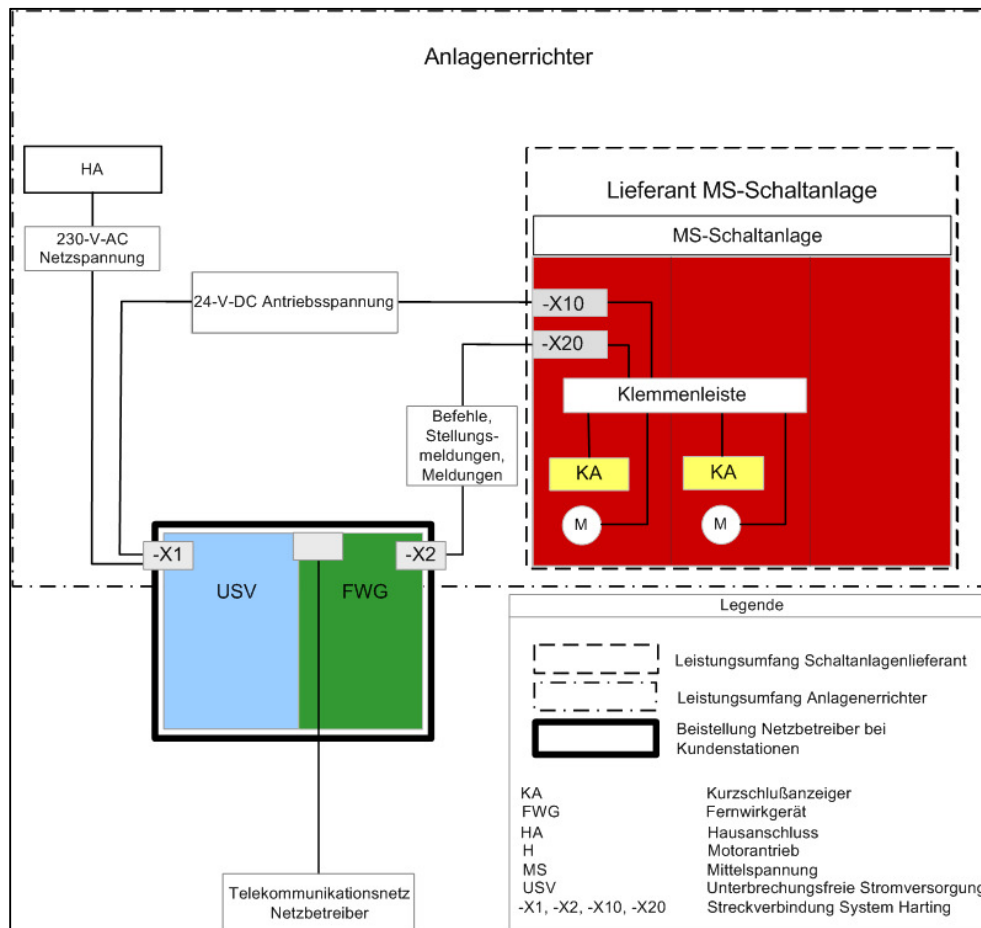 Anlagenerrichter
HA
230-V-AC
Netzspannung
24-V-DC Antriebsspannung
Lieferant MS-Schaltanlage
MS-Schaltanlage
-X10
-X20
Klemmenleiste
Befehle,
Stellungs-
meldungen,
Meldungen
KA
KA
M
M
-X1
-X2
USV
FWG
Telekommunikationsnetz
Netzbetreiber
Legende
Leistungsumfang Schaltanlagenlieferant
Leistungsumfang Anlagenerrichter
Beistellung Netzbetreiber bei
Kundenstationen
KA Kurzschlußanzeiger
FWG Fernwirkgerät
HA Hausanschluss
H Motorantrieb
MS Mittelspannung
USV Unterbrechungsfreie Stromversorgung
-X1, -X2, -X10, -X20 Streckverbindung System Harting